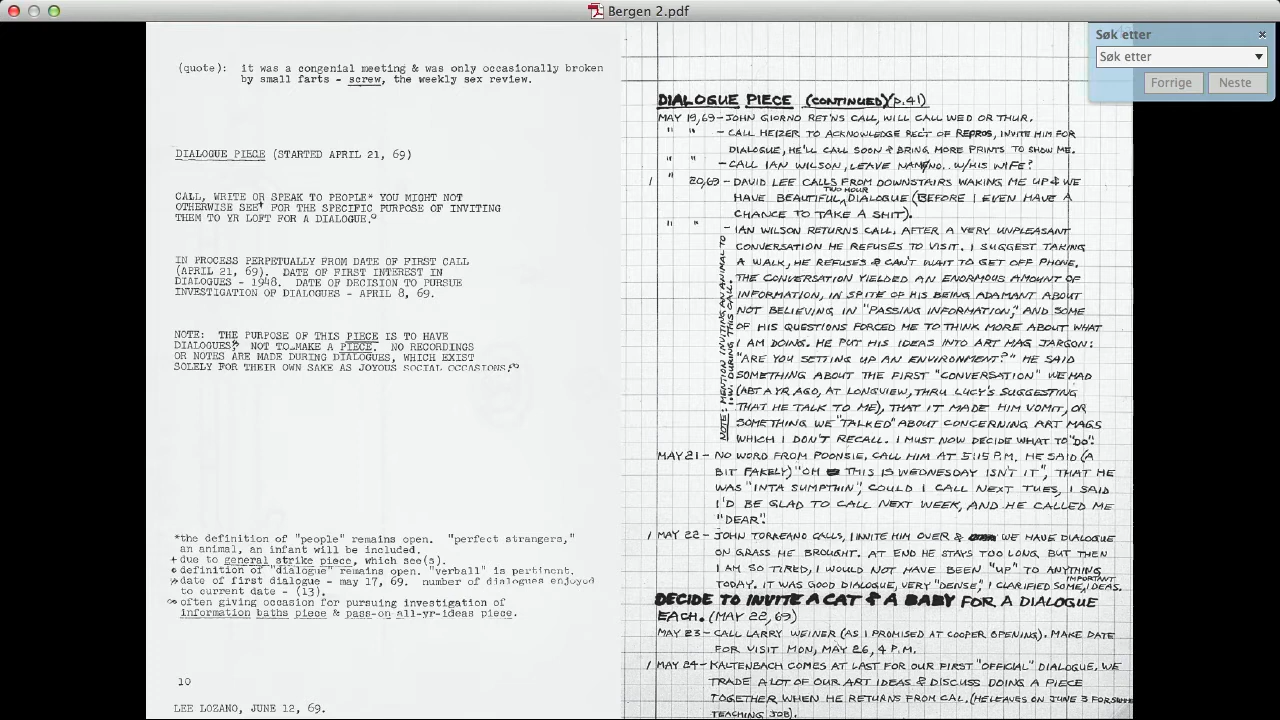 Bergen 2.pdf
Søk etter
Søk etter
Forrige
Neste
(quote): it was a congenial meeting & was only occasionally broken
by small farts - screw, the weekly sex review.
DIALOGUE PIECE (STARTED APRIL 21, 69)
CALL, WRITE OR SPEAK TO PEOPLE* YOU MIGHT NOT
OTHERWISE SEE† FOR THE SPECIFIC PURPOSE OF INVITING
THEM TO YR LOFT FOR A DIALOGUE.°
IN PROCESS PERPETUALLY FROM DATE OF FIRST CALL
(APRIL 21, 69). DATE OF FIRST INTEREST IN
DIALOGUES - 1948. DATE OF DECISION TO PURSUE
INVESTIGATION OF DIALOGUES - APRIL 8, 69.
NOTE: THE PURPOSE OF THIS PIECE IS TO HAVE
DIALOGUES, NOT TO MAKE A PIECE. NO RECORDINGS
OR NOTES ARE MADE DURING DIALOGUES, WHICH EXIST
SOLELY FOR THEIR OWN SAKE AS JOYOUS SOCIAL OCCASIONS.
*the definition of "people" remains open. "perfect strangers,"
an animal, an infant will be included.
+ due to general strike piece, which see(s).
• definition of "dialogue" remains open. "verball" is pertinent.
date of first dialogue - may 17, 69. number of dialogues enjoyed
to current date - (13).
∞ often giving occasion for pursuing investigation of
information baths piece & pass-on all-yr-ideas piece.
10
LEE LOZANO, JUNE 12, 69.
DIALOGUE PIECE (CONTINUED) (P.41)
MAY 19, 69 - JOHN GIORNO RET'NS CALL, WILL CALL WED OR THUR.
" " - CALL HEIZER TO ACKNOWLEDGE REC'T OF REPROS, INVITE HIM FOR
DIALOGUE, HE'LL CALL SOON & BRING MORE PRINTS TO SHOW ME.
" " - CALL IAN WILSON, LEAVE NAME/NO.. W/HIS WIFE?
1 " 20, 69 - DAVID LEE CALLS FROM DOWNSTAIRS WAKING ME UP & WE
HAVE BEAUTIFUL TWO HOUR DIALOGUE (BEFORE I EVEN HAVE A
CHANCE TO TAKE A SHIT).
" " - IAN WILSON RETURNS CALL. AFTER A VERY UNPLEASANT
CONVERSATION HE REFUSES TO VISIT. I SUGGEST TAKING
A WALK, HE REFUSES & CAN'T WAIT TO GET OFF PHONE.
THE CONVERSATION YIELDED AN ENORMOUS AMOUNT OF
INFORMATION, IN SPITE OF HIS BEING ADAMANT ABOUT
NOT BELIEVING IN "PASSING INFORMATION," AND SOME
OF HIS QUESTIONS FORCED ME TO THINK MORE ABOUT WHAT
I AM DOING. HE PUT HIS IDEAS INTO ART MAG JARGON:
"ARE YOU SETTING UP AN ENVIRONMENT?" HE SAID
SOMETHING ABOUT THE FIRST "CONVERSATION" WE HAD
(ABT A YR AGO, AT LONGVIEW, THRU LUCY'S SUGGESTING
THAT HE TALK TO ME), THAT IT MADE HIM VOMIT, OR
SOMETHING WE "TALKED" ABOUT CONCERNING ART MAGS
WHICH I DON'T RECALL. I MUST NOW DECIDE WHAT TO "DO".
NOTE: MENTION INVITING AN ANIMAL TO
I.W. DURING THIS CALL.
MAY 21 - NO WORD FROM POONSIE, CALL HIM AT 5:15 P.M. HE SAID (A
BIT FAKELY) "OH THIS IS WEDNESDAY ISN'T IT", THAT HE
WAS "INTA SUMPTHIN", COULD I CALL NEXT TUES, I SAID
I'D BE GLAD TO CALL NEXT WEEK, AND HE CALLED ME
"DEAR".
1 MAY 22 - JOHN TORREANO CALLS, I INVITE HIM OVER & WE HAVE DIALOGUE
ON GRASS HE BROUGHT. AT END HE STAYS TOO LONG BUT THEN
I AM SO TIRED, I WOULD NOT HAVE BEEN "UP" TO ANYTHING
TODAY. IT WAS GOOD DIALOGUE, VERY "DENSE," I CLARIFIED SOME IMPORTANT IDEAS.
DECIDE TO INVITE A CAT & A BABY FOR A DIALOGUE
EACH. (MAY 22, 69)
MAY 23 - CALL LARRY WEINER (AS I PROMISED AT COOPER OPENING). MAKE DATE
FOR VISIT MON, MAY 26, 4 P.M.
1 MAY 24 - KALTENBACH COMES AT LAST FOR OUR FIRST "OFFICIAL" DIALOGUE. WE
TRADE A LOT OF OUR ART IDEAS & DISCUSS DOING A PIECE
TOGETHER WHEN HE RETURNS FROM CAL. (HE LEAVES ON JUNE 3 FOR SUMMER
TEACHING JOB).